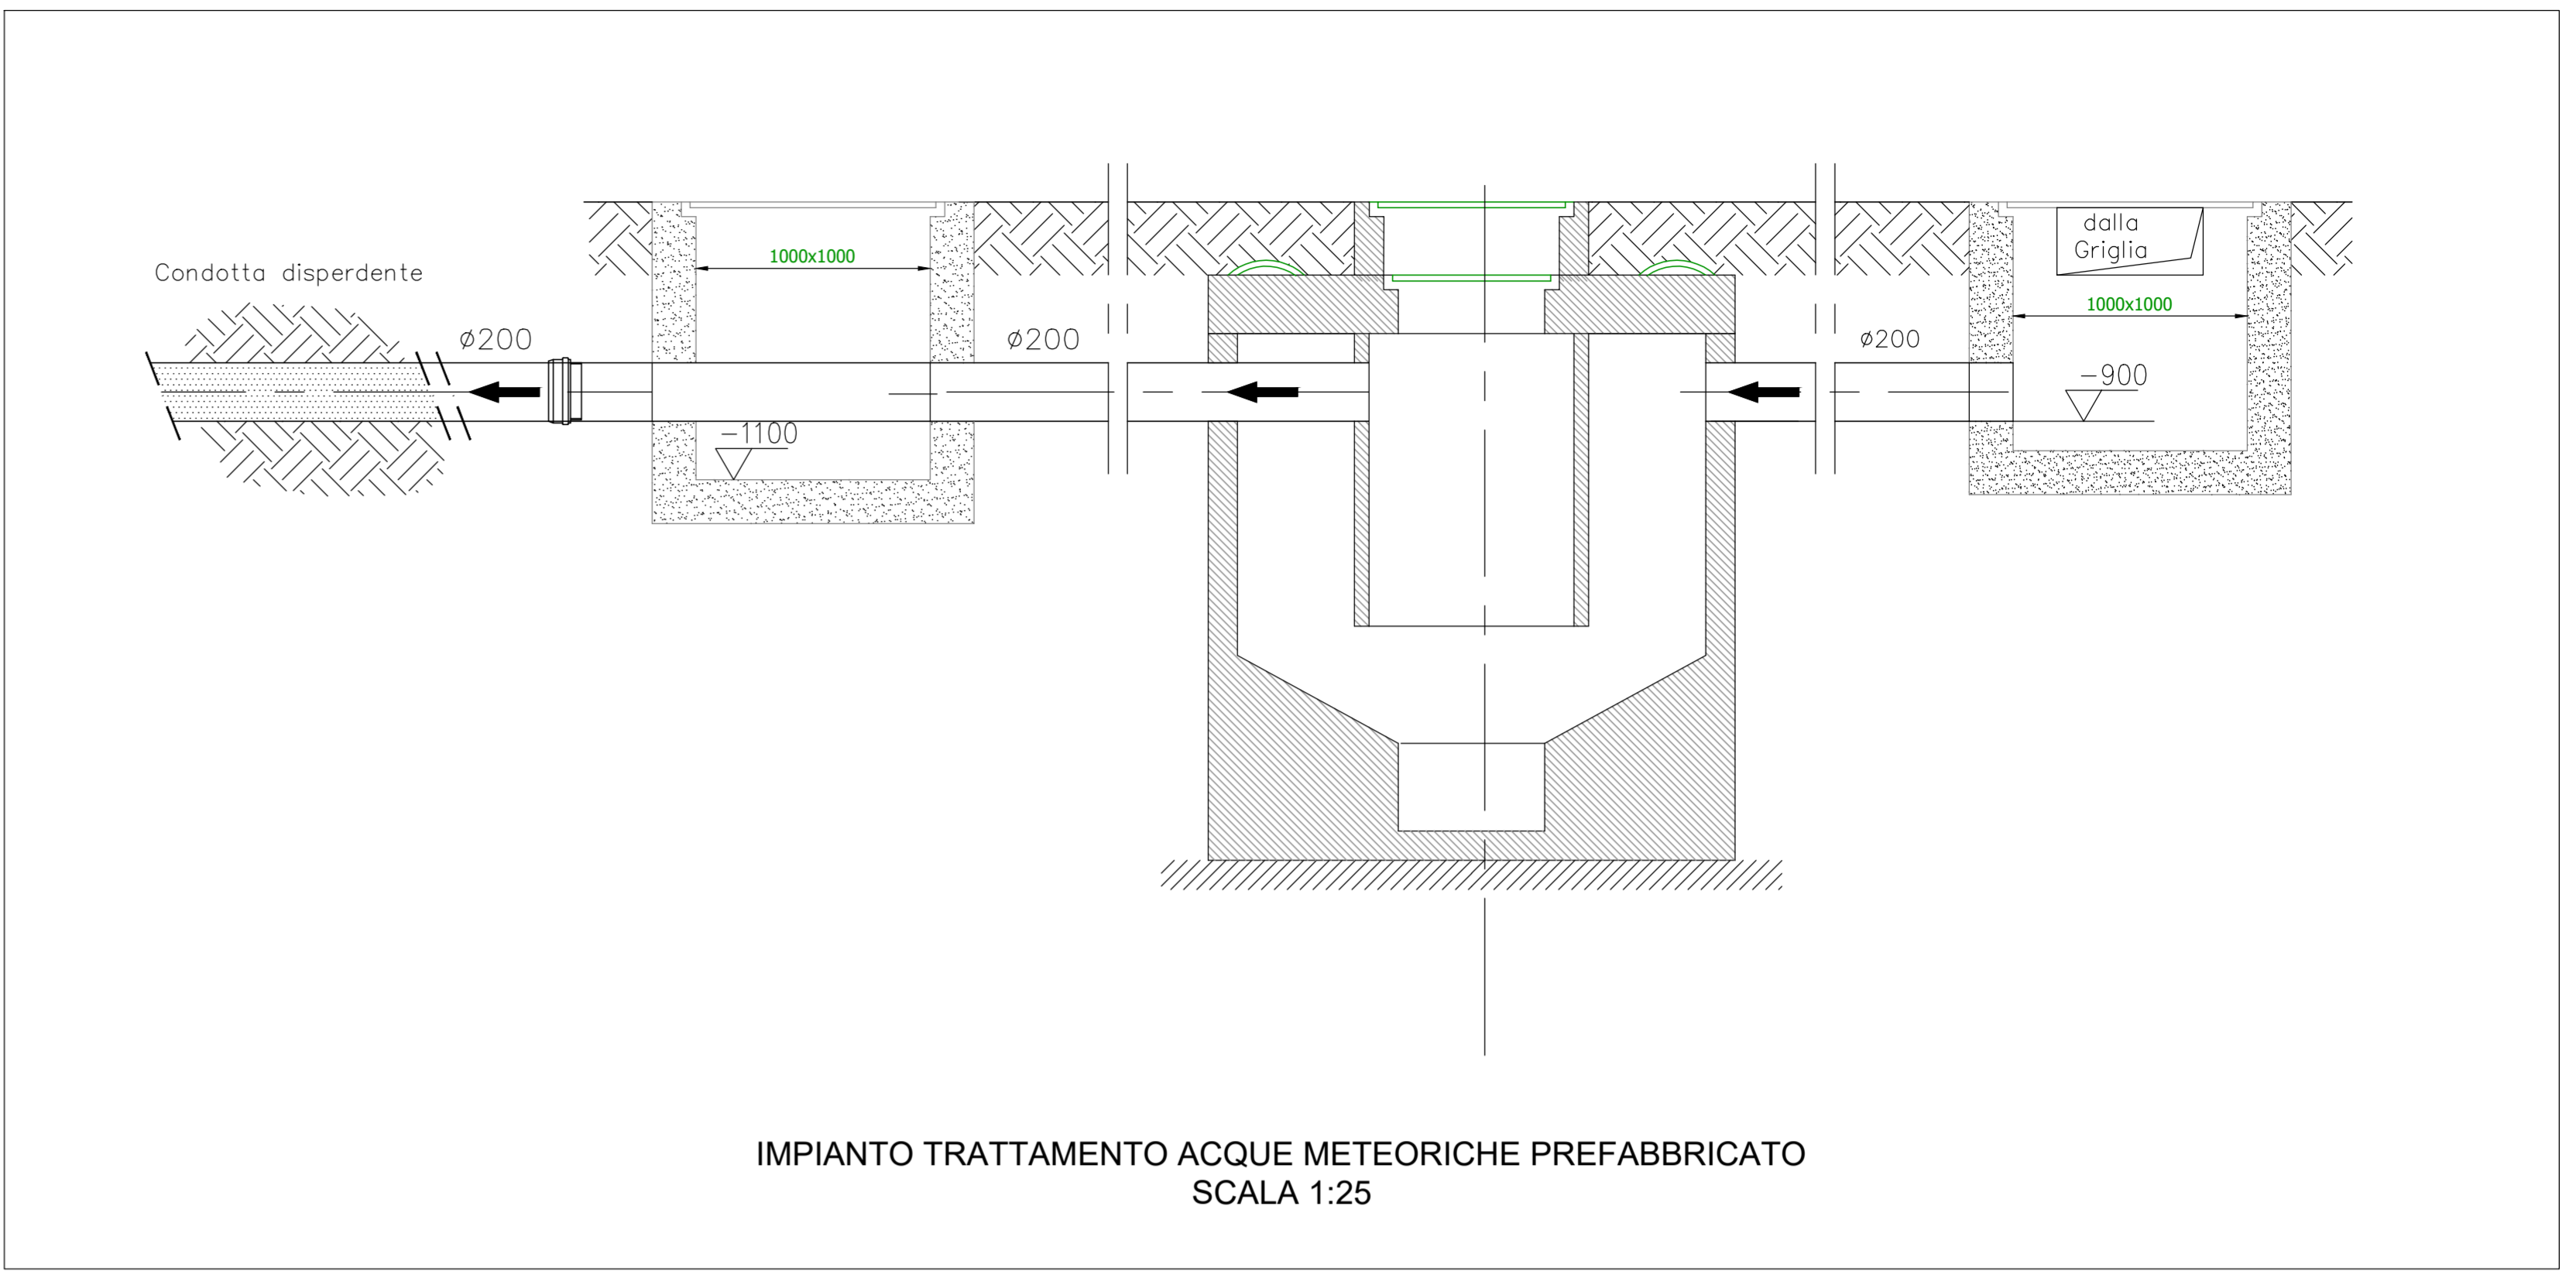 dalla
Griglia
1000x1000
1000x1000
Condotta disperdente
ø200
ø200
ø200
-900
-1100
IMPIANTO TRATTAMENTO ACQUE METEORICHE PREFABBRICATO
SCALA 1:25